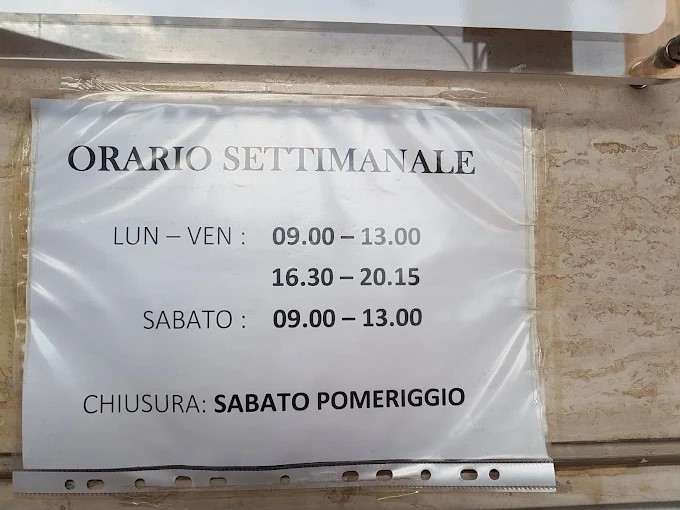 ORARIO SETTIMANALE
LUN – VEN : 09.00 – 13.00
16.30 – 20.15
SABATO : 09.00 – 13.00
CHIUSURA: SABATO POMERIGGIO